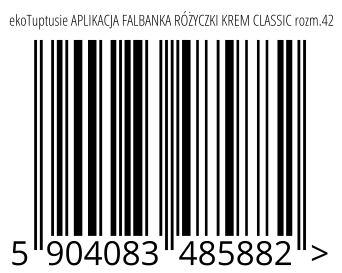 ekoTuptusie APLIKACJA FALBANKA RÓŻYCZKI KREM CLASSIC rozm.42
5 904083 485882 >